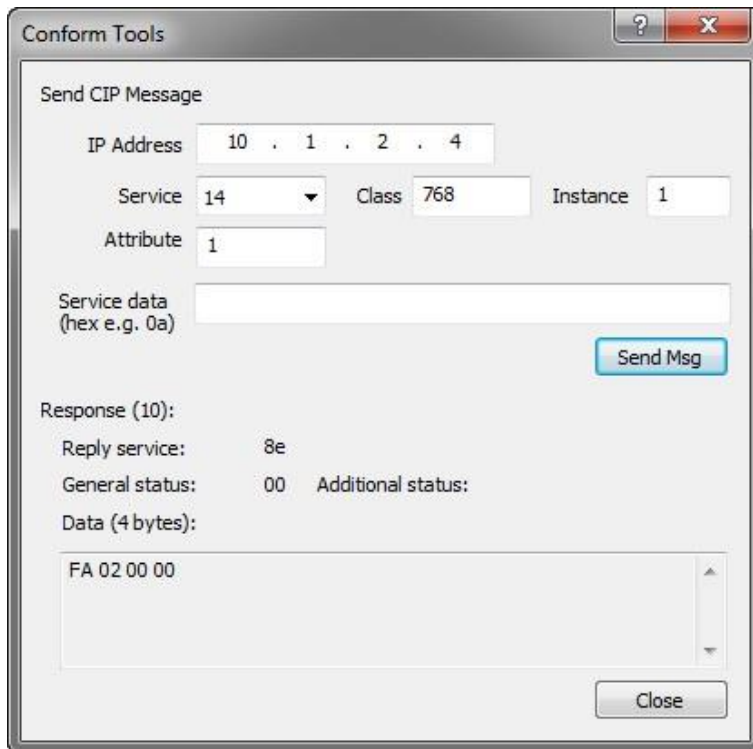 Conform Tools
Send CIP Message
IP Address 10 . 1 . 2 . 4
Service 14 Class 768 Instance 1
Attribute 1
Service data
(hex e.g. 0a)
Send Msg
Response (10):
Reply service: 8e
General status: 00 Additional status:
Data (4 bytes):
FA 02 00 00
Close